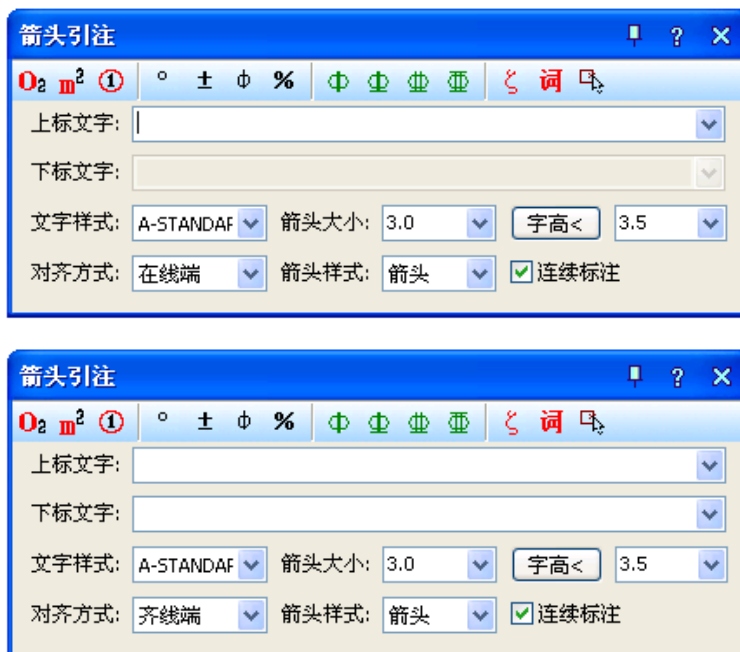 箭头引注 ?
O₂ m² ① ° ± ф % ζ 词
上标文字:
下标文字:
文字样式: A-STANDAR 箭头大小: 3.0 字高< 3.5
对齐方式: 在线端 箭头样式: 箭头 连续标注
箭头引注 ?
O₂ m² ① ° ± ф % ζ 词
上标文字:
下标文字:
文字样式: A-STANDAR 箭头大小: 3.0 字高< 3.5
对齐方式: 齐线端 箭头样式: 箭头 连续标注